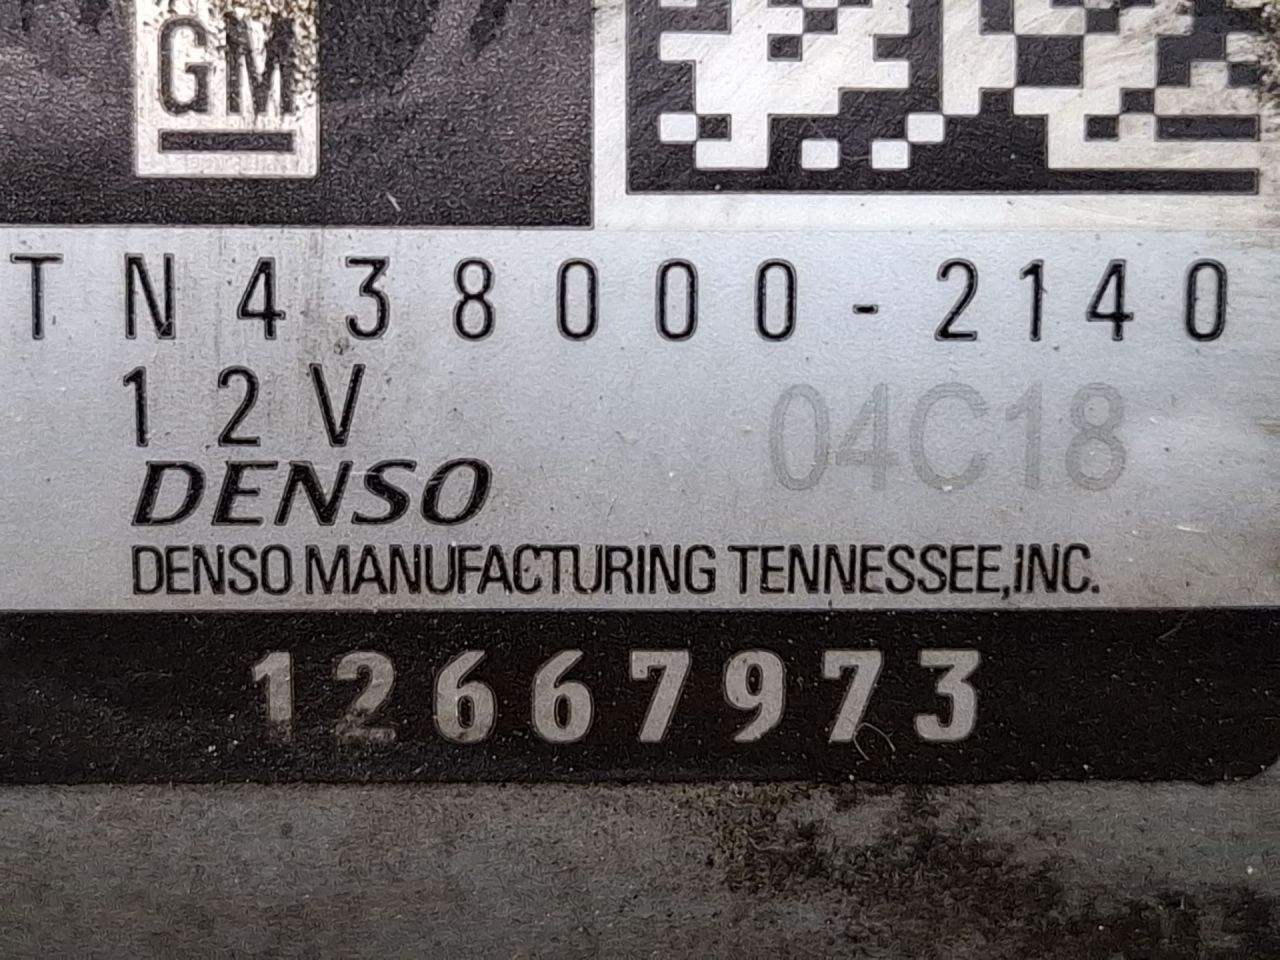 GM
TN438000-2140
12V
04C18
DENSO
DENSO MANUFACTURING TENNESSEE, INC.
12667973